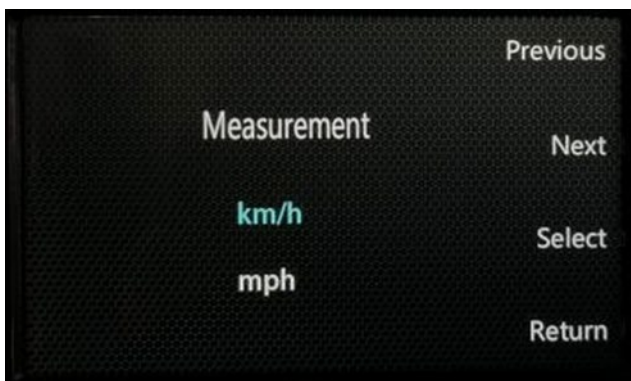 Previous
Measurement
Next
km/h
Select
mph
Return